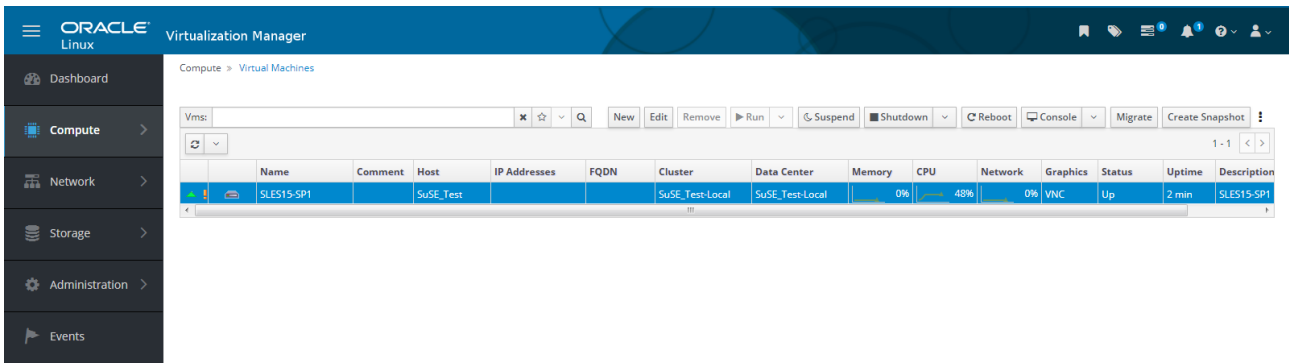 ORACLE
Linux
Virtualization Manager
0
1
Dashboard
Compute
Network
Storage
Administration
Events
Compute » Virtual Machines
Vms:
New Edit Remove Run Suspend Shutdown Reboot Console Migrate Create Snapshot
1 - 1
Name Comment Host IP Addresses FQDN Cluster Data Center Memory CPU Network Graphics Status Uptime Description
SLES15-SP1 SuSE_Test SuSE_Test-Local SuSE_Test-Local 0% 48% 0% VNC Up 2 min SLES15-SP1